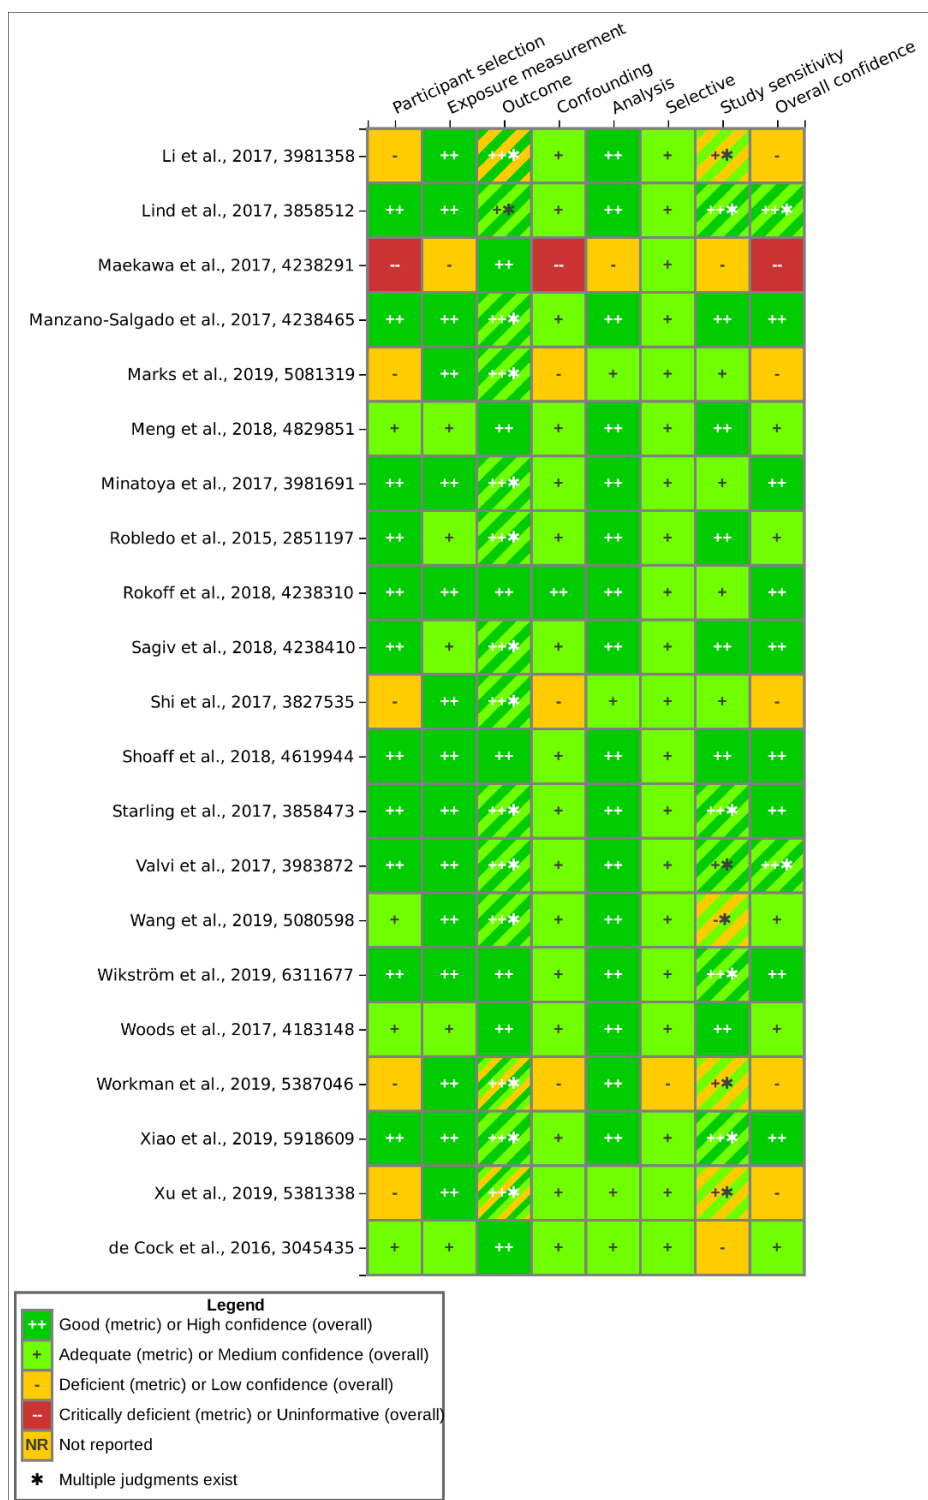 Participant selection
Exposure measurement
Outcome
Confounding
Analysis
Selective
Study sensitivity
Overall confidence
Li et al., 2017, 3981358 - ++ ++✱ + ++ + +✱ -
Lind et al., 2017, 3858512 ++ ++ +✱ + ++ + ++✱ ++✱
Maekawa et al., 2017, 4238291 -- - ++ -- - + - --
Manzano-Salgado et al., 2017, 4238465 ++ ++ ++✱ + ++ + ++ ++
Marks et al., 2019, 5081319 - ++ ++✱ - + + + -
Meng et al., 2018, 4829851 + + ++ + ++ + ++ +
Minatoya et al., 2017, 3981691 ++ ++ ++✱ + ++ + + ++
Robledo et al., 2015, 2851197 ++ + ++✱ + ++ + ++ +
Rokoff et al., 2018, 4238310 ++ ++ ++ ++ ++ + + ++
Sagiv et al., 2018, 4238410 ++ + ++✱ + ++ + ++ ++
Shi et al., 2017, 3827535 - ++ ++✱ - + + + -
Shoaff et al., 2018, 4619944 ++ ++ ++ + ++ + ++ ++
Starling et al., 2017, 3858473 ++ ++ ++✱ + ++ + ++✱ ++
Valvi et al., 2017, 3983872 ++ ++ ++✱ + ++ + +✱ ++✱
Wang et al., 2019, 5080598 + ++ ++✱ + ++ + -✱ +
Wikström et al., 2019, 6311677 ++ ++ ++ + ++ + ++✱ ++
Woods et al., 2017, 4183148 + + ++ + ++ + ++ +
Workman et al., 2019, 5387046 - ++ ++✱ - ++ - +✱ -
Xiao et al., 2019, 5918609 ++ ++ ++✱ + ++ + ++✱ ++
Xu et al., 2019, 5381338 - ++ ++✱ + + + +✱ -
de Cock et al., 2016, 3045435 + + ++ + + + - +
Legend
++ Good (metric) or High confidence (overall)
+ Adequate (metric) or Medium confidence (overall)
- Deficient (metric) or Low confidence (overall)
-- Critically deficient (metric) or Uninformative (overall)
NR Not reported
✱ Multiple judgments exist